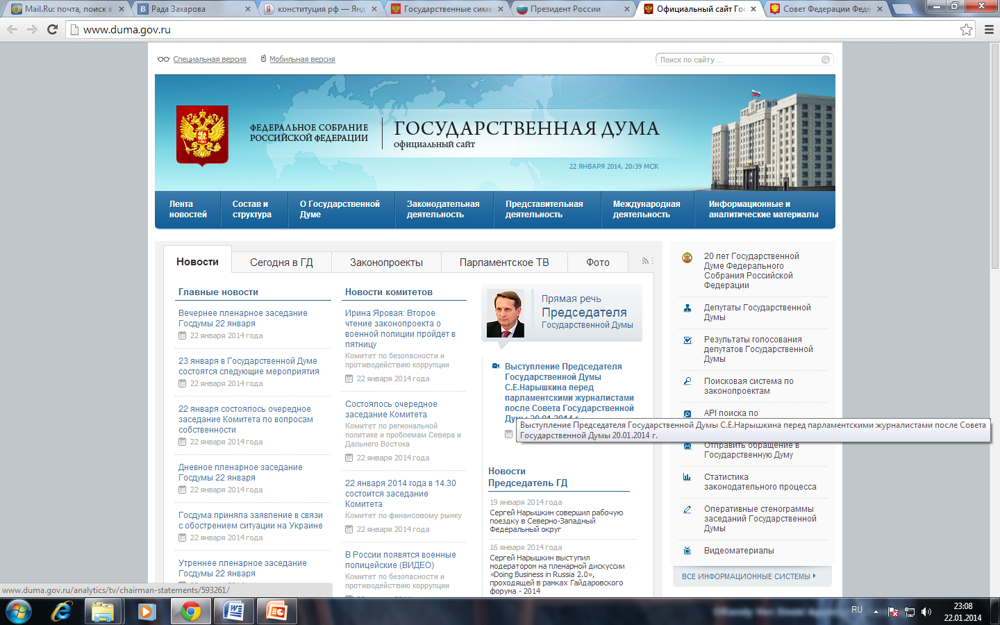 Mail.Ru: почта, поиск в
Рада Захарова
конституция рф — Янд
Государственные симв
Президент России
Официальный сайт Гос
Совет Федерации Феде
www.duma.gov.ru
Специальная версия
Мобильная версия
Поиск по сайту ...
ФЕДЕРАЛЬНОЕ СОБРАНИЕ
РОССИЙСКОЙ ФЕДЕРАЦИИ
ГОСУДАРСТВЕННАЯ ДУМА
официальный сайт
22 ЯНВАРЯ 2014, 20:39 МСК
Лента
новостей
Состав и
структура
О Государственной
Думе
Законодательная
деятельность
Представительная
деятельность
Международная
деятельность
Информационные и
аналитические материалы
Новости
Сегодня в ГД
Законопроекты
Парламентское ТВ
Фото
Главные новости
Вечернее пленарное заседание
Госдумы 22 января
22 января 2014 года
23 января в Государственной Думе
состоятся следующие мероприятия
22 января 2014 года
22 января состоялось очередное
заседание Комитета по вопросам
собственности
22 января 2014 года
Дневное пленарное заседание
Госдумы 22 января
22 января 2014 года
Госдума приняла заявление в связи
с обострением ситуации на Украине
22 января 2014 года
Утреннее пленарное заседание
Госдумы 22 января
Новости комитетов
Ирина Яровая: Второе
чтение законопроекта о
военной полиции пройдет в
пятницу
Комитет по безопасности и
противодействию коррупции
22 января 2014 года
Состоялось очередное
заседание Комитета
Комитет по региональной
политике и проблемам Севера и
Дальнего Востока
22 января 2014 года
22 января 2014 года в 14.30
состоится заседание
Комитета
Комитет по финансовому рынку
22 января 2014 года
В России появятся военные
полицейские (ВИДЕО)
Комитет по безопасности и
противодействию коррупции
Прямая речь
Председателя
Государственной Думы
Выступление Председателя
Государственной Думы
С.Е.Нарышкина перед
парламентскими журналистами
после Совета Государственной
Думы 20.01.2014 г.
Выступление Председателя Государственной Думы С.Е.Нарышкина перед парламентскими журналистами после Совета
Государственной Думы 20.01.2014 г.
Новости
Председатель ГД
19 января 2014 года
Сергей Нарышкин совершил рабочую
поездку в Северно-Западный
Федеральный округ
16 января 2014 года
Сергей Нарышкин выступил
модератором на пленарной дискуссии
«Doing Business in Russia 2.0»,
проходящей в рамках Гайдаровского
форума - 2014
20 лет Государственной
Думе Федерального
Собрания Российской
Федерации
Депутаты Государственной
Думы
Результаты голосования
депутатов Государственной
Думы
Поисковая система по
законопроектам
API поиска по
Отправить обращение в
Государственную Думу
Статистика
законодательного процесса
Оперативные стенограммы
заседаний Государственной
Думы
Видеоматериалы
ВСЕ ИНФОРМАЦИОННЫЕ СИСТЕМЫ
www.duma.gov.ru/analytics/tv/chairman-statements/593261/
RU
23:08
22.01.2014